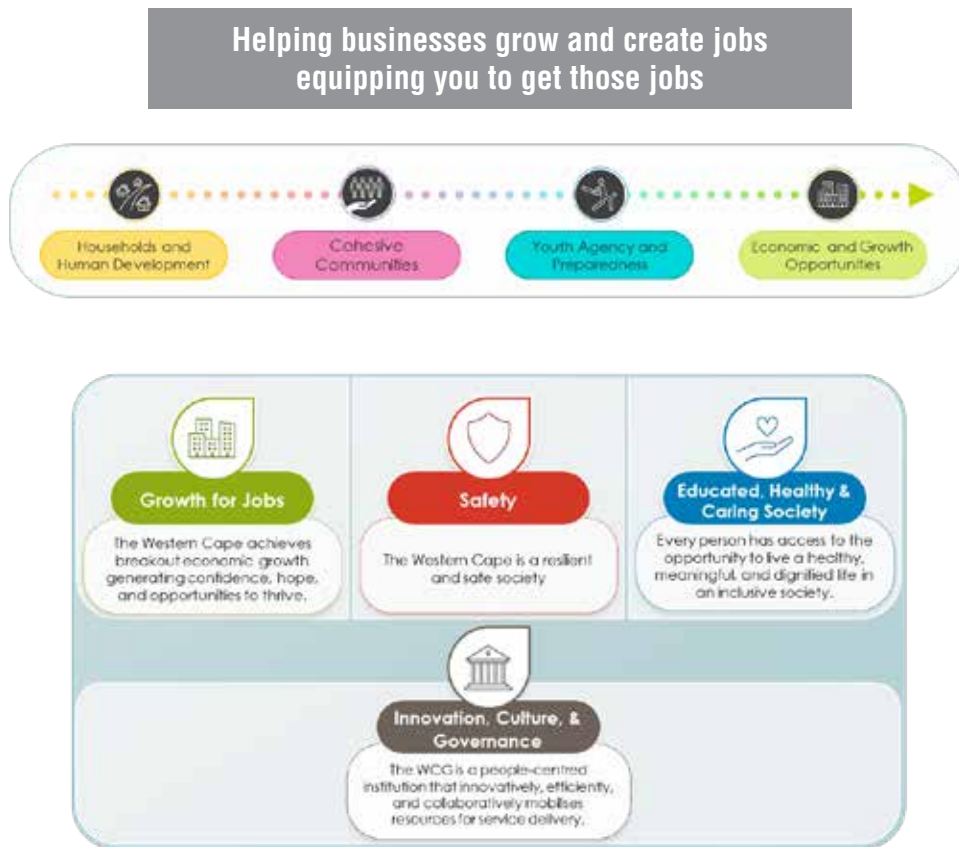 Helping businesses grow and create jobs
equipping you to get those jobs
Households and
Human Development
Cohesive
Communities
Youth Agency and
Preparedness
Economic and Growth
Opportunities
Growth for Jobs
The Western Cape achieves
breakout economic growth
generating confidence, hope,
and opportunities to thrive.
Safety
The Western Cape is a resilient
and safe society
Educated, Healthy &
Caring Society
Every person has access to the
opportunity to live a healthy,
meaningful, and dignified life in
an inclusive society.
Innovation, Culture, &
Governance
The WCG is a people-centred
institution that innovatively, efficiently,
and collaboratively mobilises
resources for service delivery.